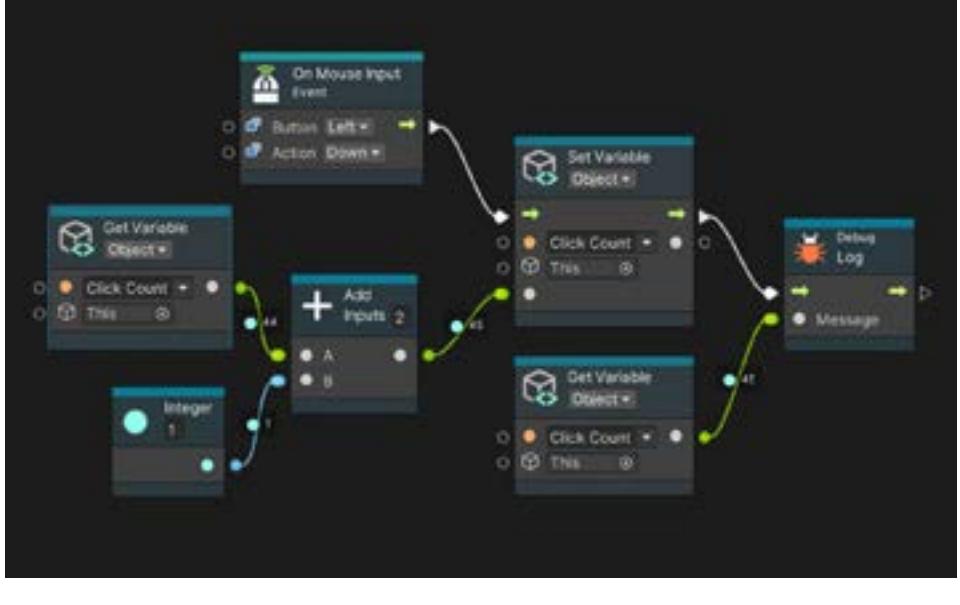 On Mouse Input
Event
Button Left
Action Down
Set Variable
Object
Click Count
This
Get Variable
Object
Click Count
This
44
Add
Inputs 2
A
B
45
Integer
1
1
Debug
Log
Message
Get Variable
Object
Click Count
This